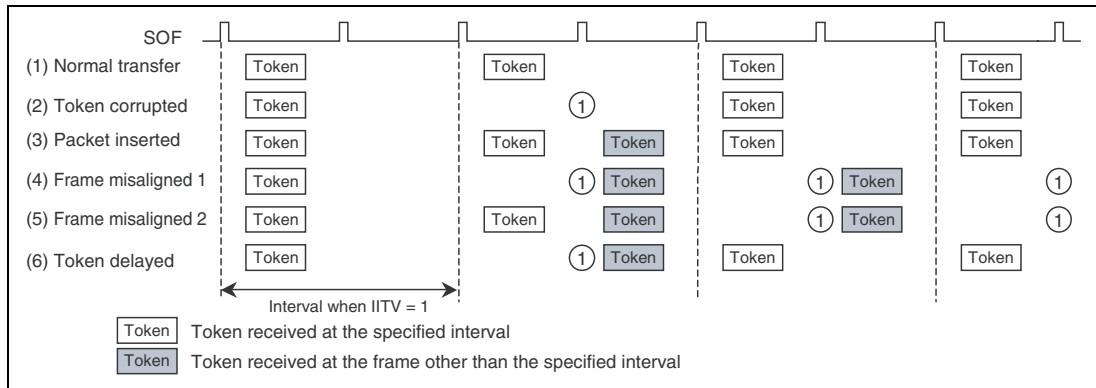 SOF
(1) Normal transfer Token Token Token Token
(2) Token corrupted Token 1 Token Token
(3) Packet inserted Token Token Token Token Token
(4) Frame misaligned 1 Token 1 Token 1 Token 1
(5) Frame misaligned 2 Token Token Token 1 Token 1
(6) Token delayed Token 1 Token Token Token
Interval when IITV = 1
Token Token received at the specified interval
Token Token received at the frame other than the specified interval